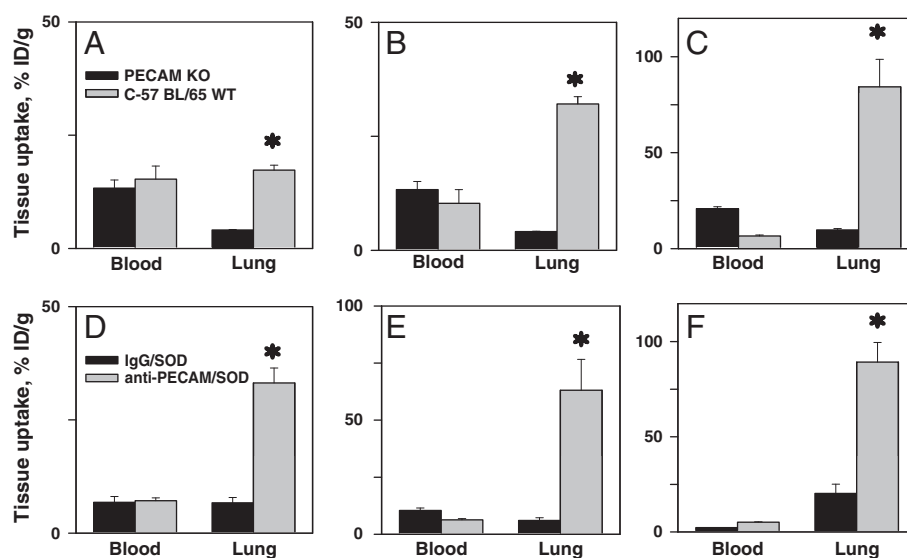 A
B
C
50
50
100
50
0
0
0
Tissue uptake, % ID/g
PECAM KO
C-57 BL/65 WT
*
*
*
Blood Lung
Blood Lung
Blood Lung
D
E
F
50
100
50
0
100
50
0
0
Tissue uptake, % ID/g
IgG/SOD
anti-PECAM/SOD
*
*
*
Blood Lung
Blood Lung
Blood Lung